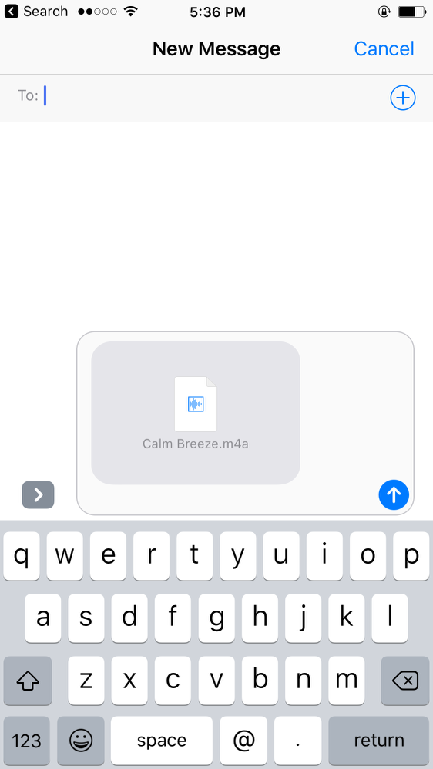 Search 5:36 PM
New Message Cancel
To:
Calm Breeze.m4a
q w e r t y u i o p
a s d f g h j k l
z x c v b n m
123 space @ . return